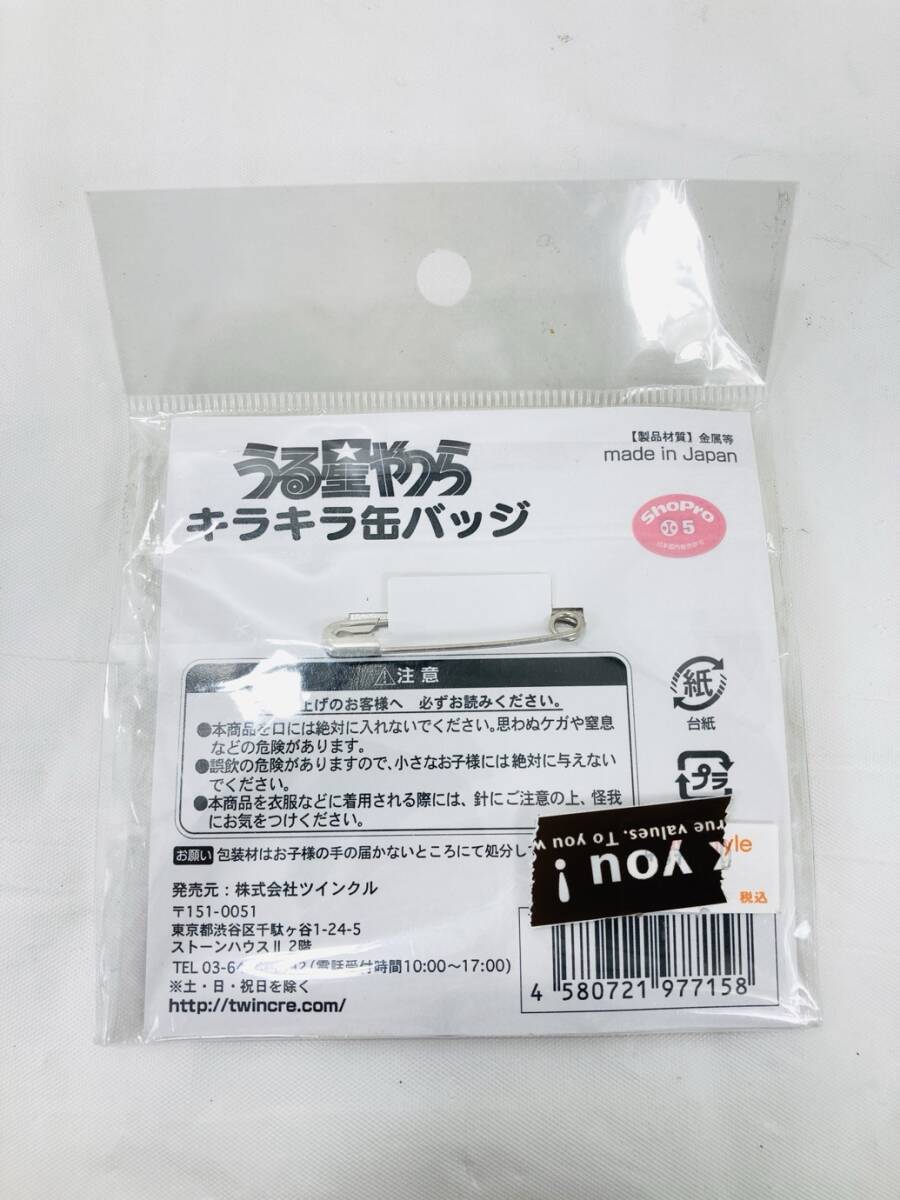 うる星やつら
キラキラ缶バッジ
【製品材質】金属等
made in Japan
ShoPro
5
⚠注意
上げのお客様へ 必ずお読みください。
●本商品を口には絶対に入れないでください。思わぬケガや窒息
などの危険があります。
●誤飲の危険がありますので、小さなお子様には絶対に与えない
でください。
●本商品を衣服などに着用される際には、針にご注意の上、怪我
にお気をつけください。
紙
台紙
プラ
お願い 包装材はお子様の手の届かないところにて処分し
rue values. To you w
k you!
yle
税込
発売元：株式会社ツインクル
〒151-0051
東京都渋谷区千駄ヶ谷1-24-5
ストーンハウスⅡ 2階
TEL 03-6 2(電話受付時間10:00～17:00)
※土・日・祝日を除く
http://twincre.com/
4 580721 977158